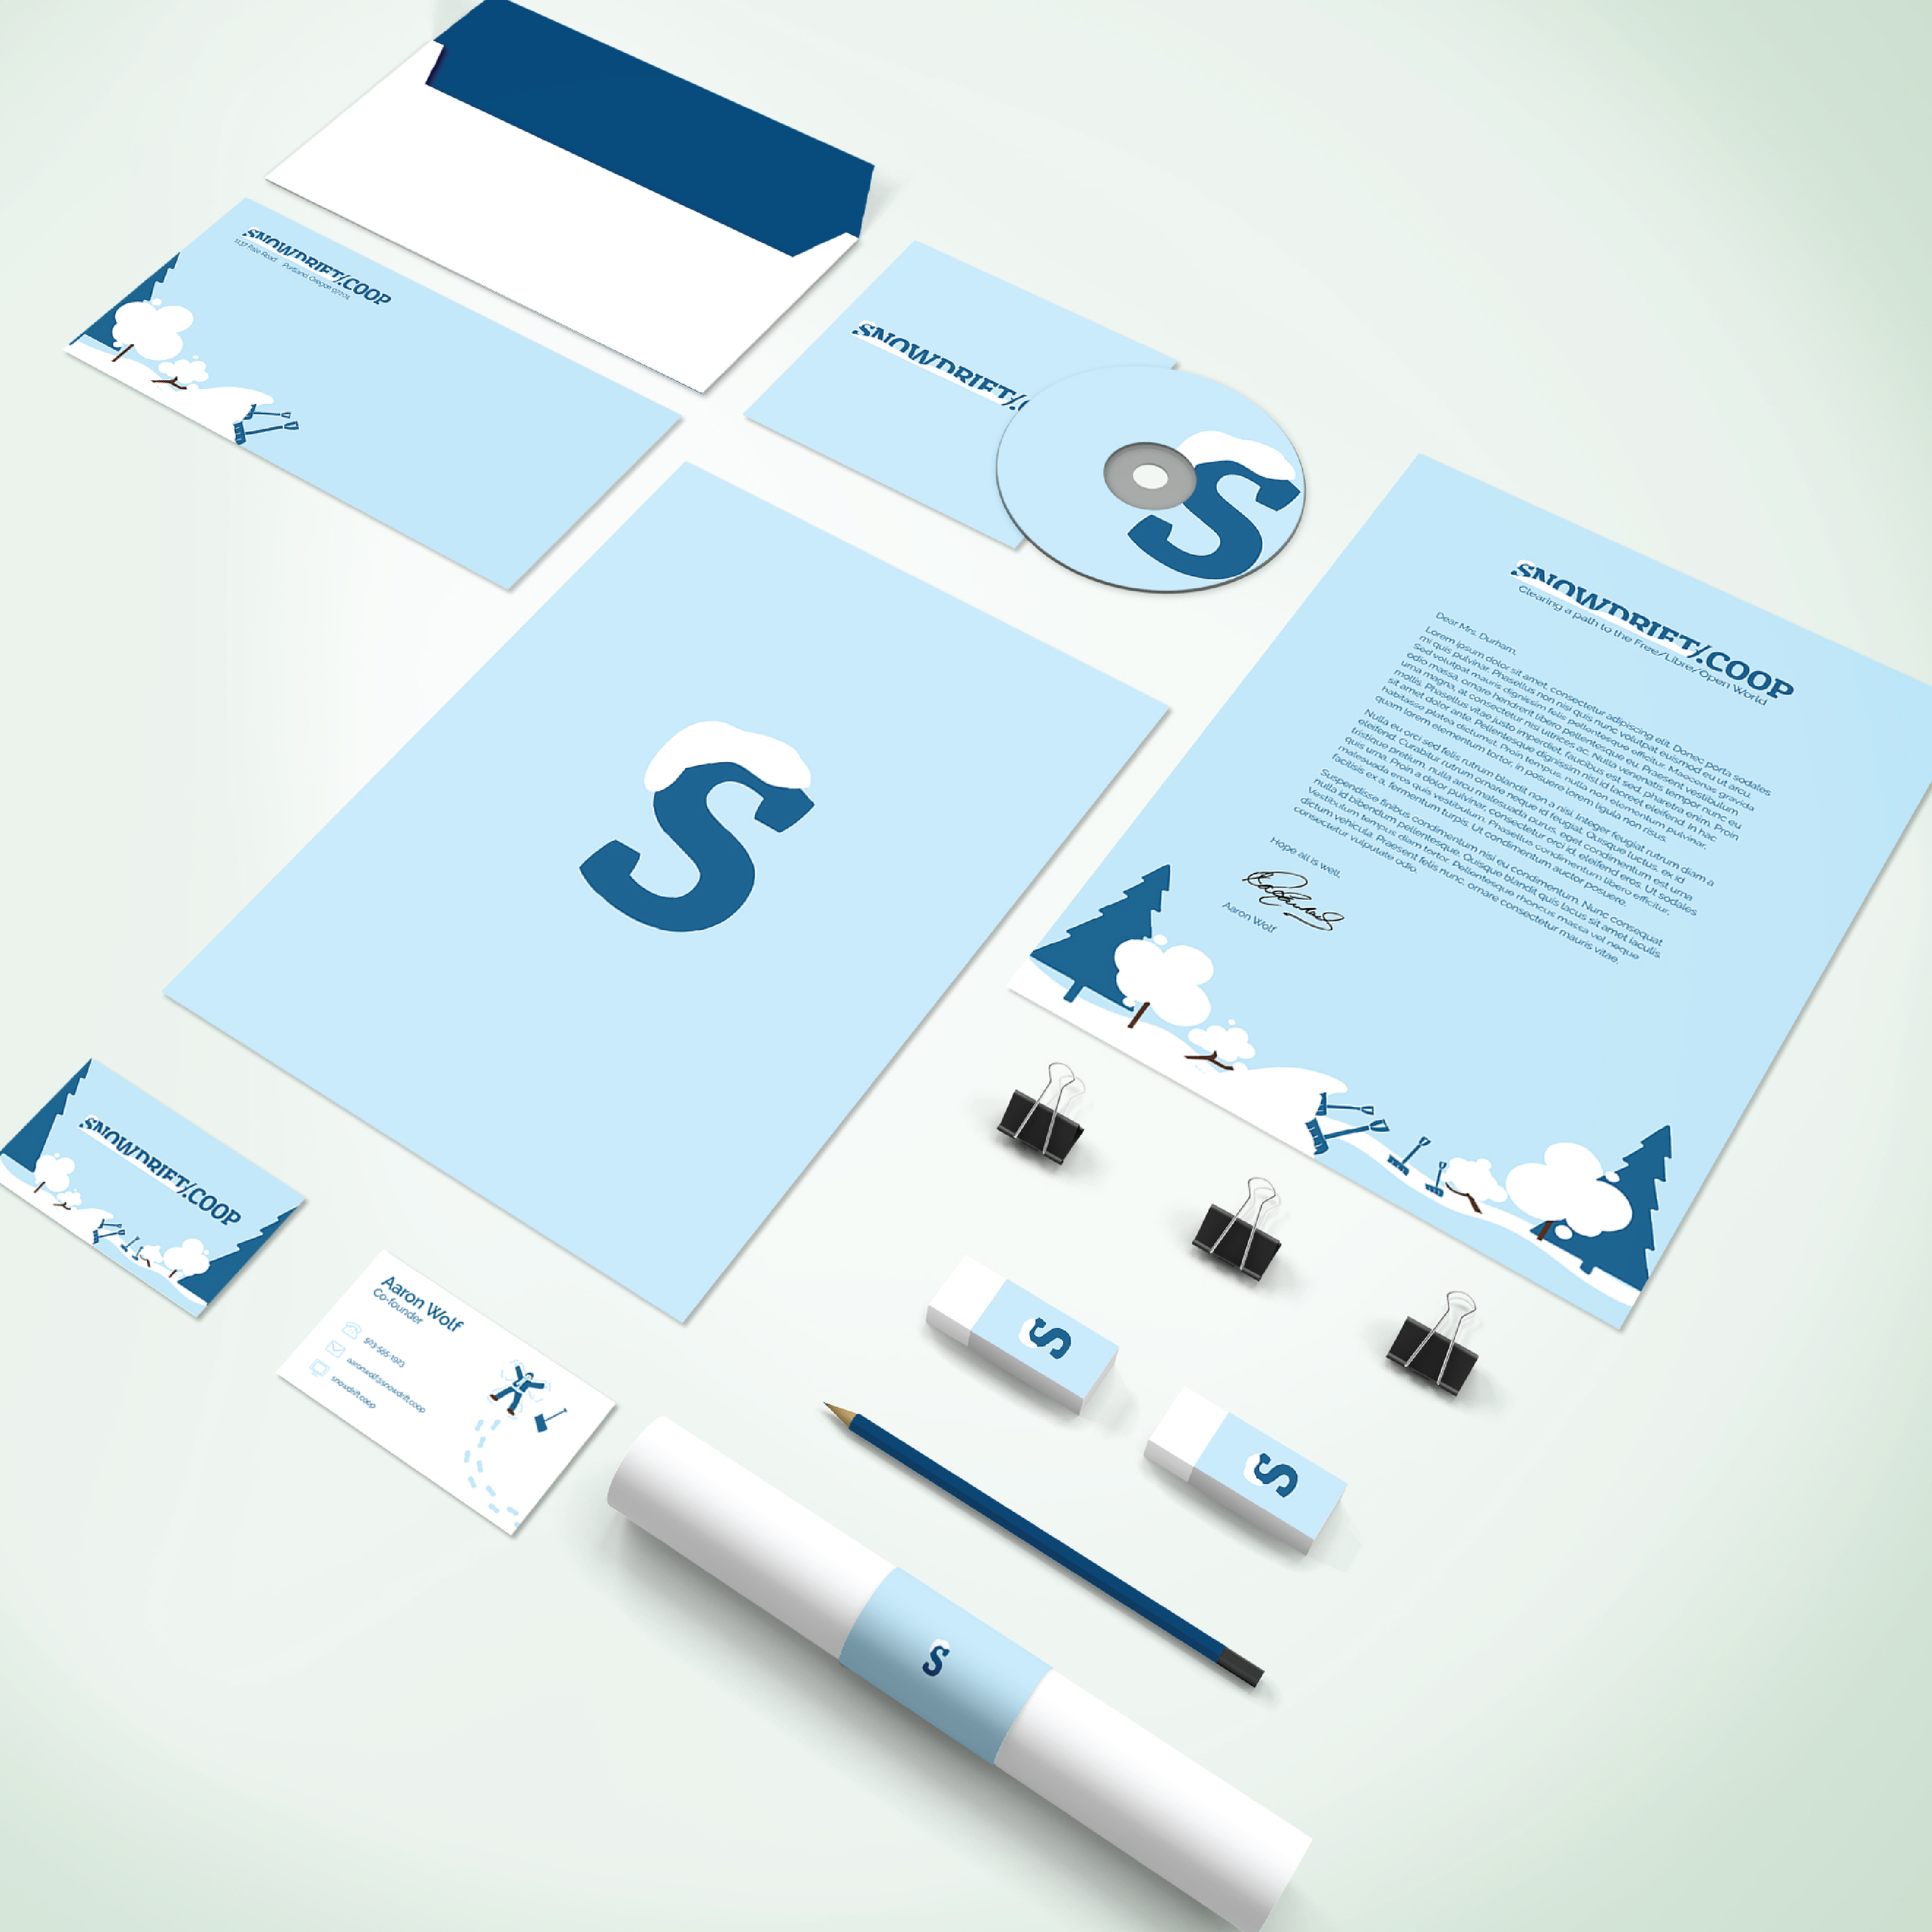 SNOWDRIFT/.COOP
Road Portland Oregon
SNOWDRIFT/.
S
SNOWDRIFT/.COOP
Clearing a path to the Free/Libre/Open World
Dear Mrs. Durham,
Lorem ipsum dolor sit amet, consectetur adipiscing elit. Donec porta sodales
mi quis pulvinar. Phasellus non nisi quis nunc volutpat euismod eu ut arcu.
Sed volutpat mauris dignissim felis pellentesque efficitur. Maecenas gravida
odio massa, ornare hendrerit libero pellentesque eu. Praesent vestibulum
urna magna, at consectetur nisi ultrices ac. Nulla venenatis tempor nunc eu
mollis. Phasellus vitae justo imperdiet, faucibus est sed, pharetra enim. Proin
sit amet dolor ante. Pellentesque dignissim nisl id laoreet eleifend. In hac
habitasse platea dictumst. Proin tempus, nulla non elementum pulvinar,
quam lorem elementum tortor, in posuere lorem ligula non risus.
Nulla eu orci sed felis rutrum blandit non a nisi. Integer feugiat rutrum diam a
eleifend. Curabitur rutrum ornare neque id feugiat. Quisque luctus, ex id
tristique pretium, nulla arcu malesuada purus, eget condimentum est urna
quis urna. Proin a dolor pulvinar, consectetur orci id, eleifend eros. Ut sodales
malesuada eros, quis vestibulum. Phasellus condimentum libero efficitur,
facilisis ex a, fermentum turpis. Ut condimentum auctor posuere.
Suspendisse finibus condimentum nisi eu condimentum. Nunc consequat
nulla id bibendum pellentesque. Quisque blandit quis lacus sit amet iaculis.
Vestibulum tempus diam tortor. Pellentesque rhoncus massa vel neque
dictum vehicula. Praesent felis nunc, ornare consectetur mauris vitae,
consectetur vulputate odio.
Hope all is well,
Aaron Wolf
S
SNOWDRIFT/.COOP
Aaron Wolf
Co-founder
aaronwolf@snowdrift.coop
snowdrift.coop
S
S
S